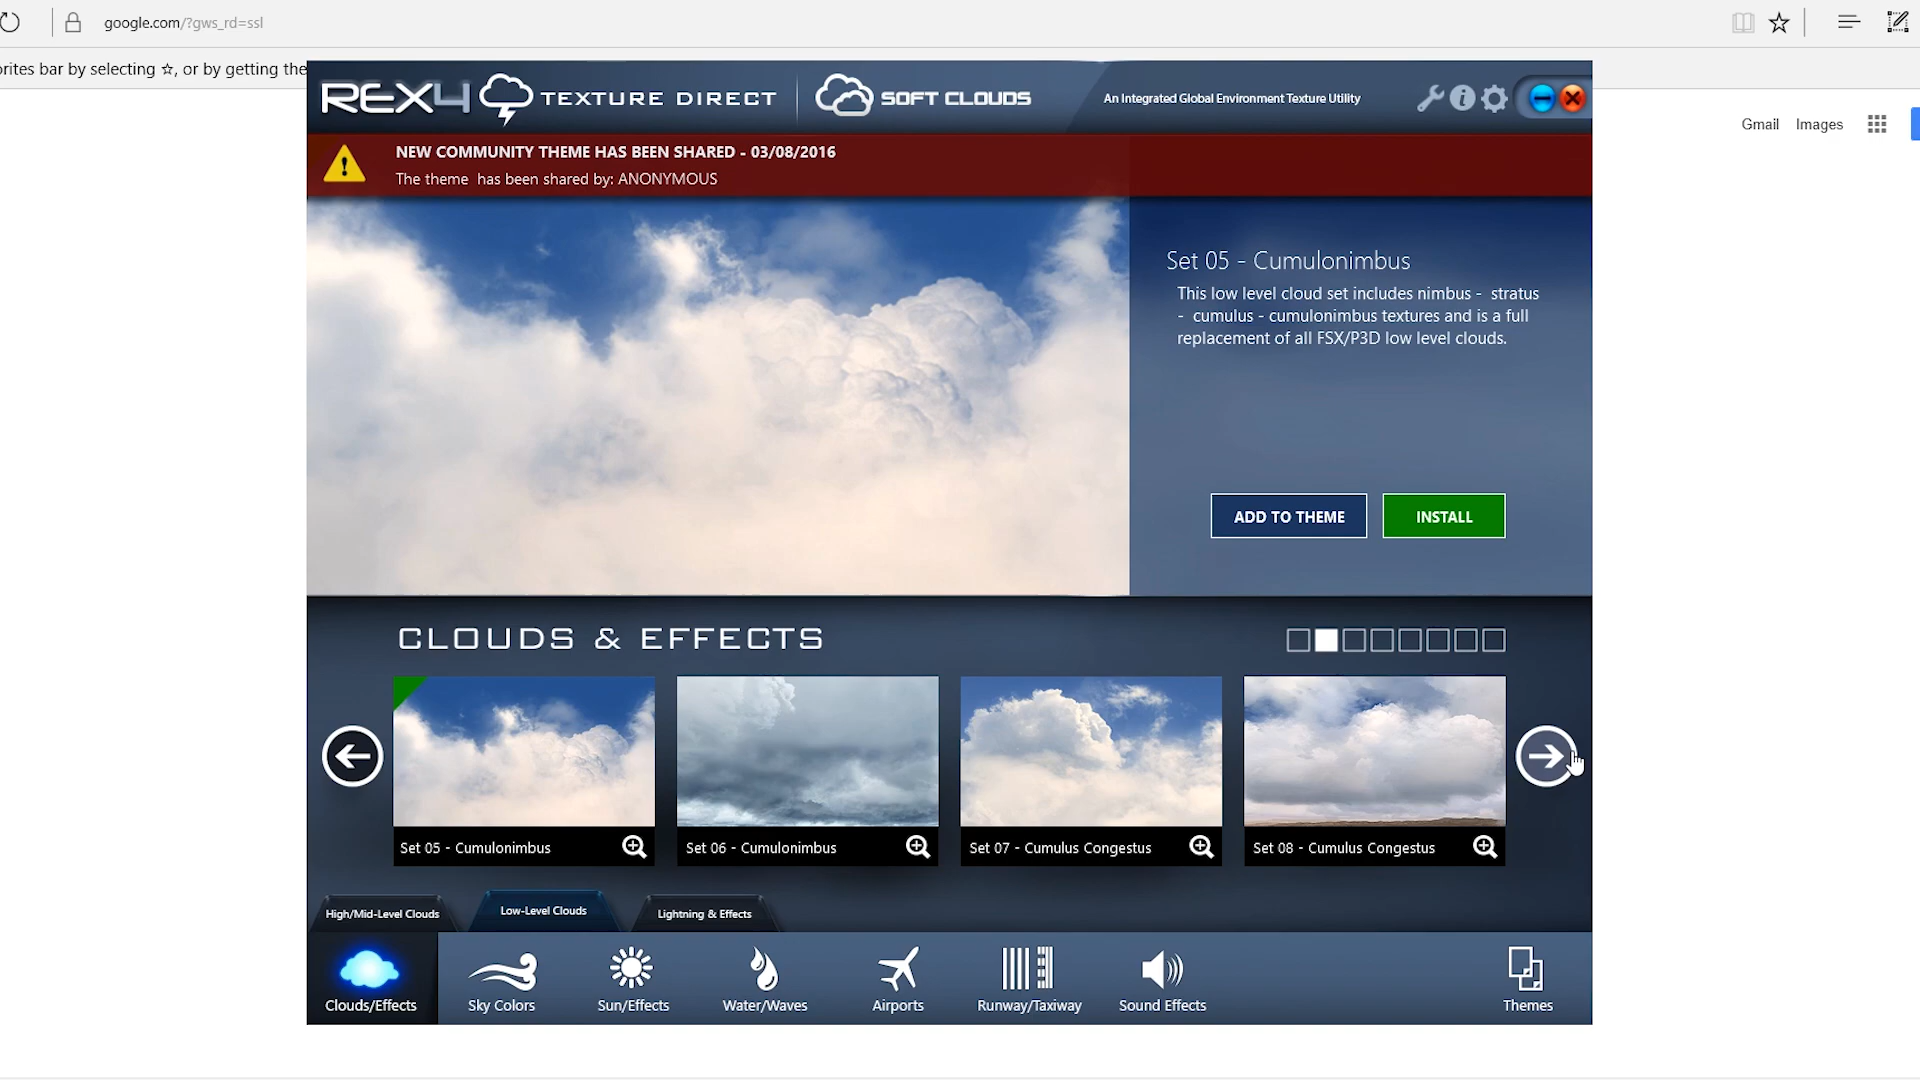 google.com/?gws_rd=ssl
rites bar by selecting ☆, or by getting the
Gmail Images
REX4 TEXTURE DIRECT SOFT CLOUDS An Integrated Global Environment Texture Utility
NEW COMMUNITY THEME HAS BEEN SHARED - 03/08/2016
The theme has been shared by: ANONYMOUS
Set 05 - Cumulonimbus
This low level cloud set includes nimbus - stratus
- cumulus - cumulonimbus textures and is a full
replacement of all FSX/P3D low level clouds.
ADD TO THEME INSTALL
CLOUDS & EFFECTS
Set 05 - Cumulonimbus Set 06 - Cumulonimbus Set 07 - Cumulus Congestus Set 08 - Cumulus Congestus
High/Mid-Level Clouds Low-Level Clouds Lightning & Effects
Clouds/Effects Sky Colors Sun/Effects Water/Waves Airports Runway/Taxiway Sound Effects Themes